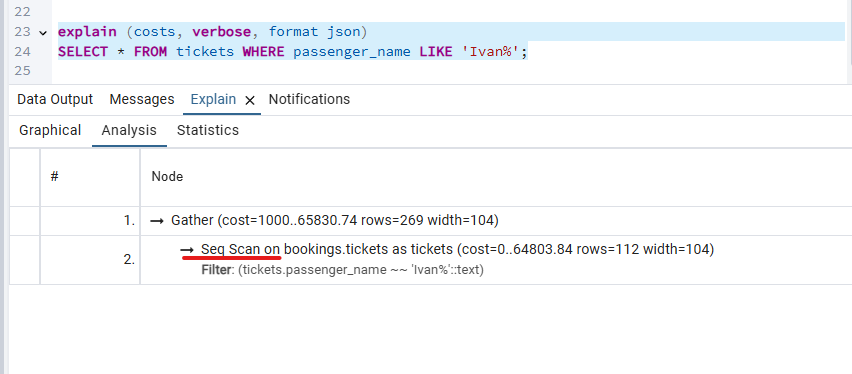 22
23 explain (costs, verbose, format json)
24 SELECT * FROM tickets WHERE passenger_name LIKE 'Ivan%';
25
Data Output Messages Explain × Notifications
Graphical Analysis Statistics
# Node
1. → Gather (cost=1000..65830.74 rows=269 width=104)
2. → Seq Scan on bookings.tickets as tickets (cost=0..64803.84 rows=112 width=104)
Filter: (tickets.passenger_name ~~ 'Ivan%'::text)